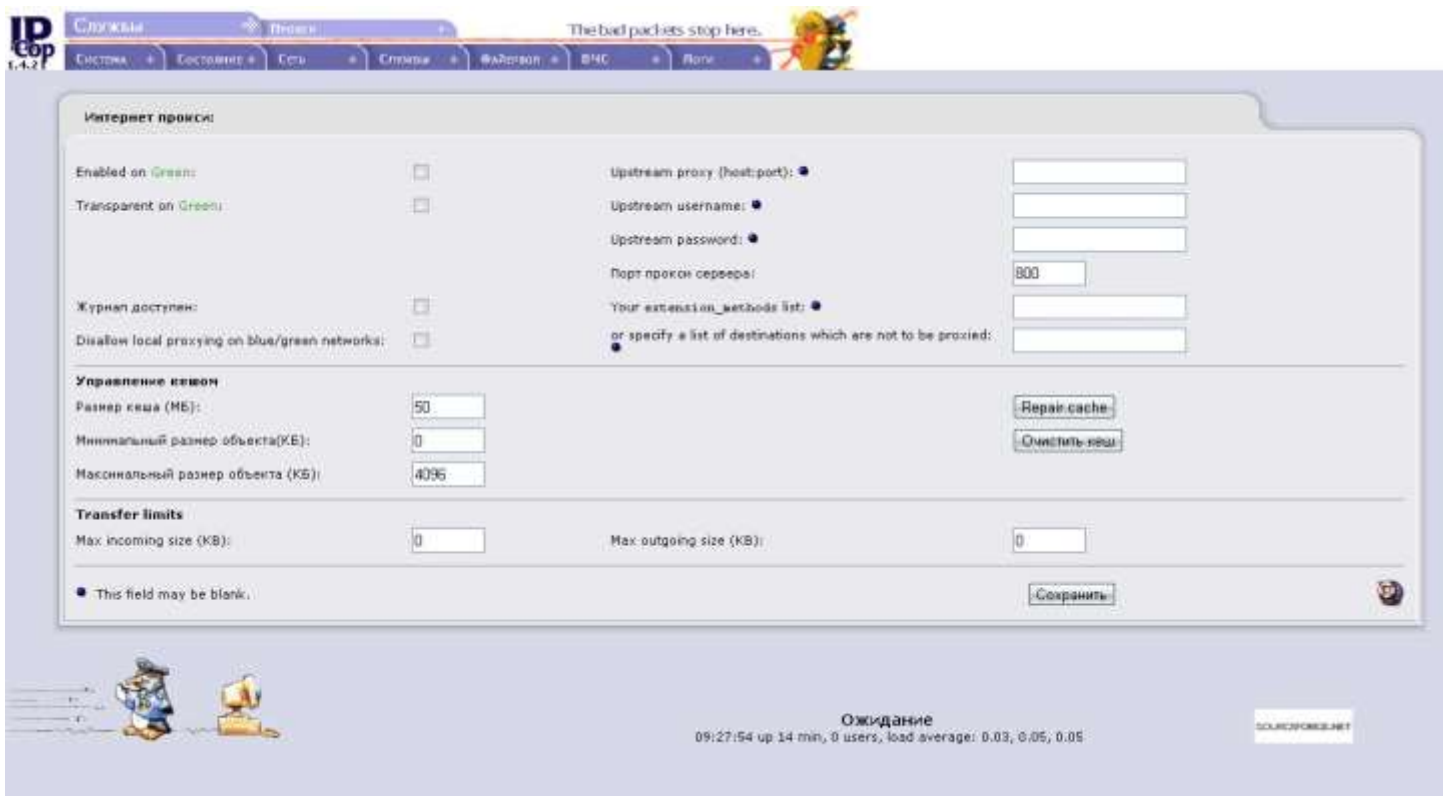 IP Cop
1.4.21
Службы Прокси The bad packets stop here.
Система Состояние Сеть Службы Файервол ВЧС Логи
Интернет прокси:
Enabled on Green: Upstream proxy (host:port):
Transparent on Green: Upstream username:
Upstream password:
Порт прокси сервера: 800
Журнал доступен: Your extension_methods list:
Disallow local proxying on blue/green networks: or specify a list of destinations which are not to be proxied:
Управление кешом
Размер кеша (МБ): 50 Repair cache
Минимальный размер объекта(КБ): 0 Очистить кеш
Максимальный размер объекта (КБ): 4096
Transfer limits
Max incoming size (KB): 0 Max outgoing size (KB): 0
This field may be blank. Сохранить
Ожидание
09:27:54 up 14 min, 0 users, load average: 0.03, 0.05, 0.05
SOURCEFORGE.NET